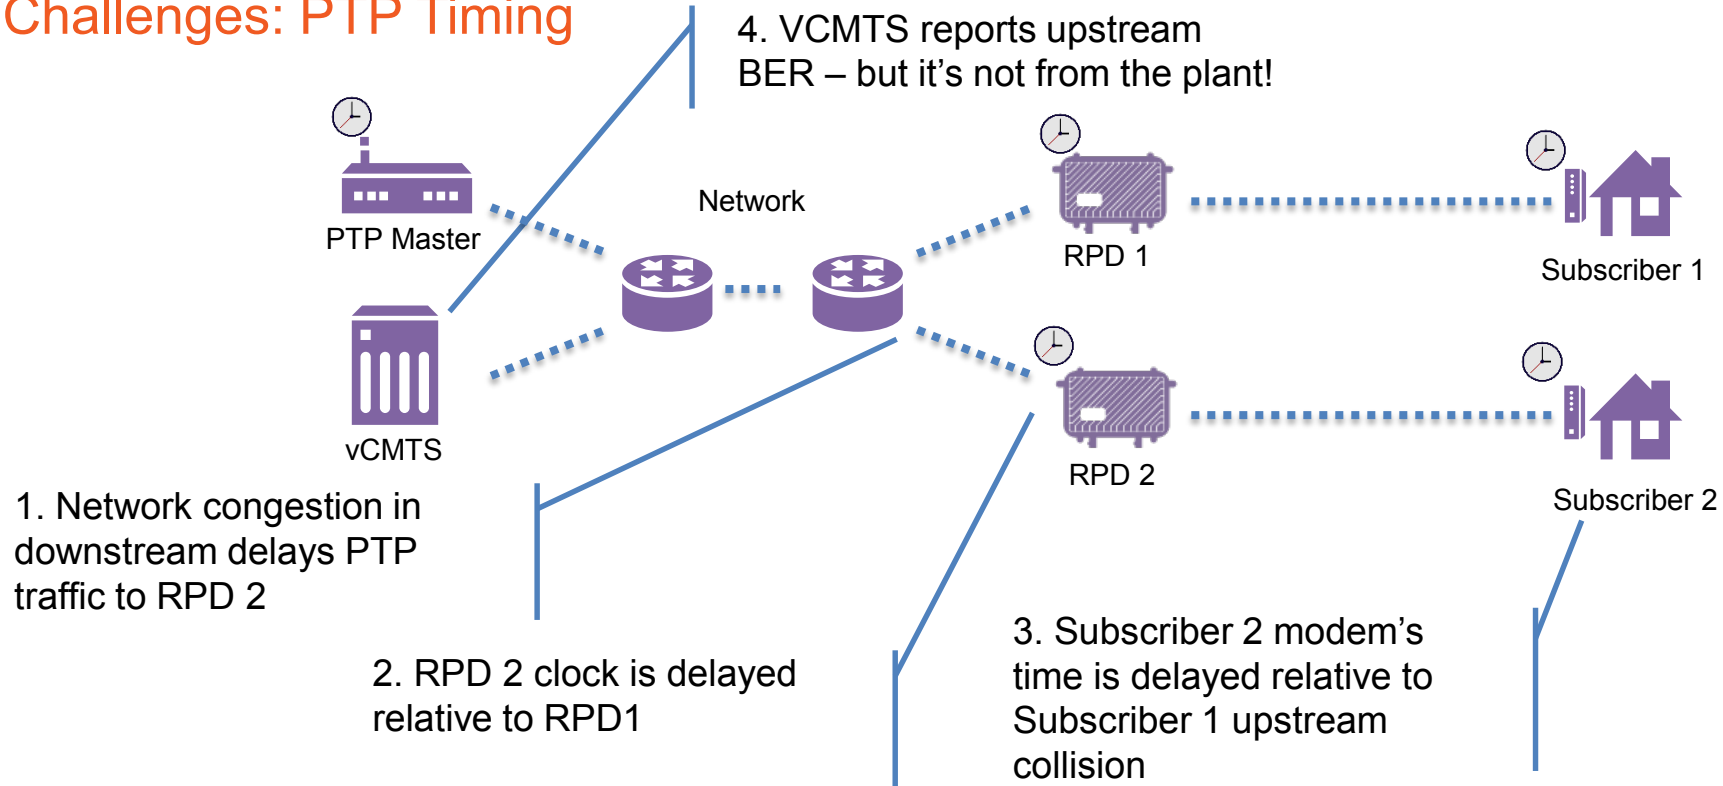 Challenges: PTP Timing
4. VCMTS reports upstream
BER – but it's not from the plant!
Network
PTP Master
RPD 1
Subscriber 1
vCMTS
RPD 2
Subscriber 2
1. Network congestion in
downstream delays PTP
traffic to RPD 2
2. RPD 2 clock is delayed
relative to RPD1
3. Subscriber 2 modem's
time is delayed relative to
Subscriber 1 upstream
collision